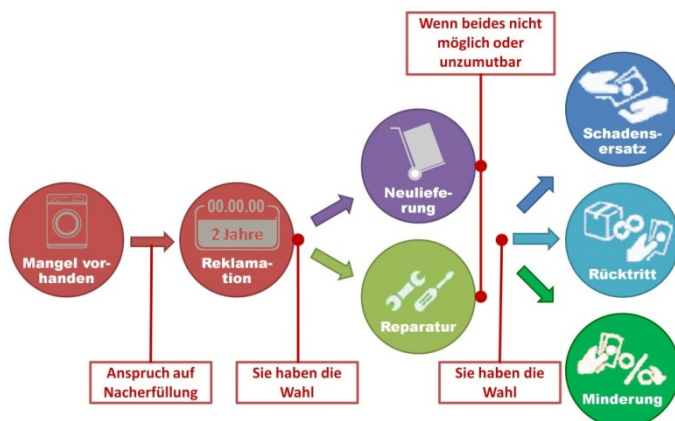 Wenn beides nicht
möglich oder
unzumutbar
Schadens-
ersatz
Neuliefe-
rung
00.00.00
2 Jahre
Mangel vor-
handen
Reklama-
tion
Rücktritt
Reparatur
Anspruch auf
Nacherfüllung
Sie haben die
Wahl
Sie haben die
Wahl
Minderung